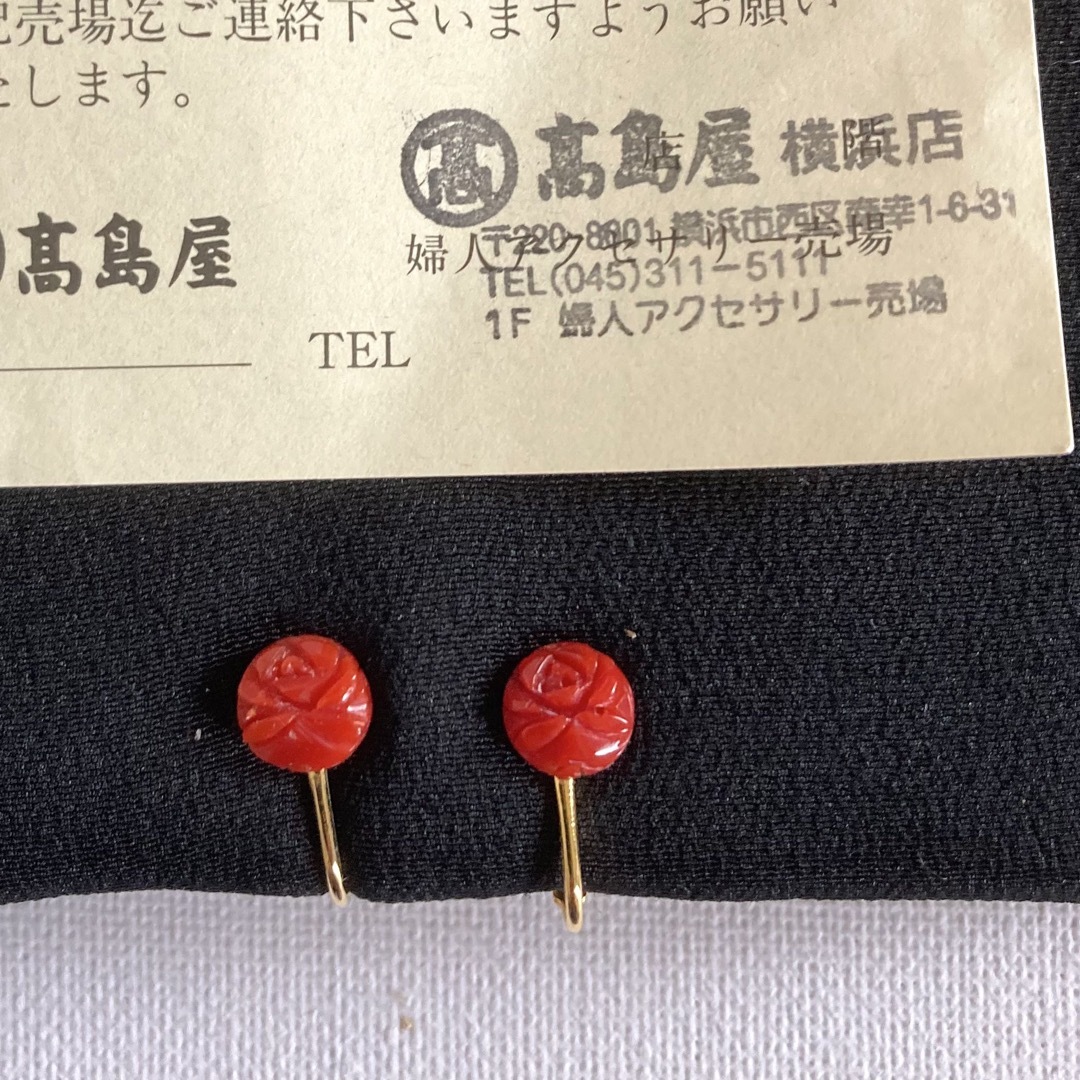 売場迄ご連絡下さいますようお願い
たします。
髙 髙島屋 横浜店
店 階
髙島屋
〒220-8601 横浜市西区南幸1-6-31
婦人アクセサリー売場
TEL(045)311-5111
1F 婦人アクセサリー売場
TEL